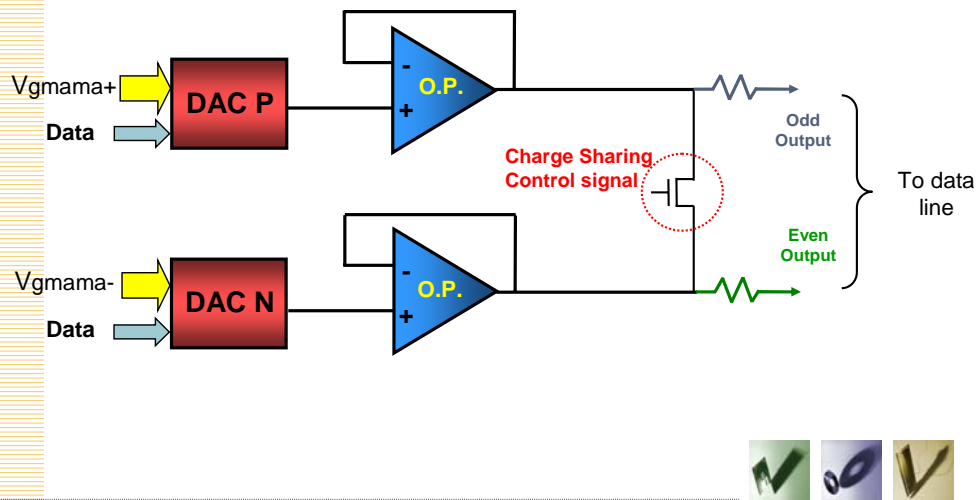 Vgmama+
Data
DAC P
-
O.P.
+
Odd
Output
Charge Sharing
Control signal
To data
line
Even
Output
Vgmama-
Data
DAC N
-
O.P.
+